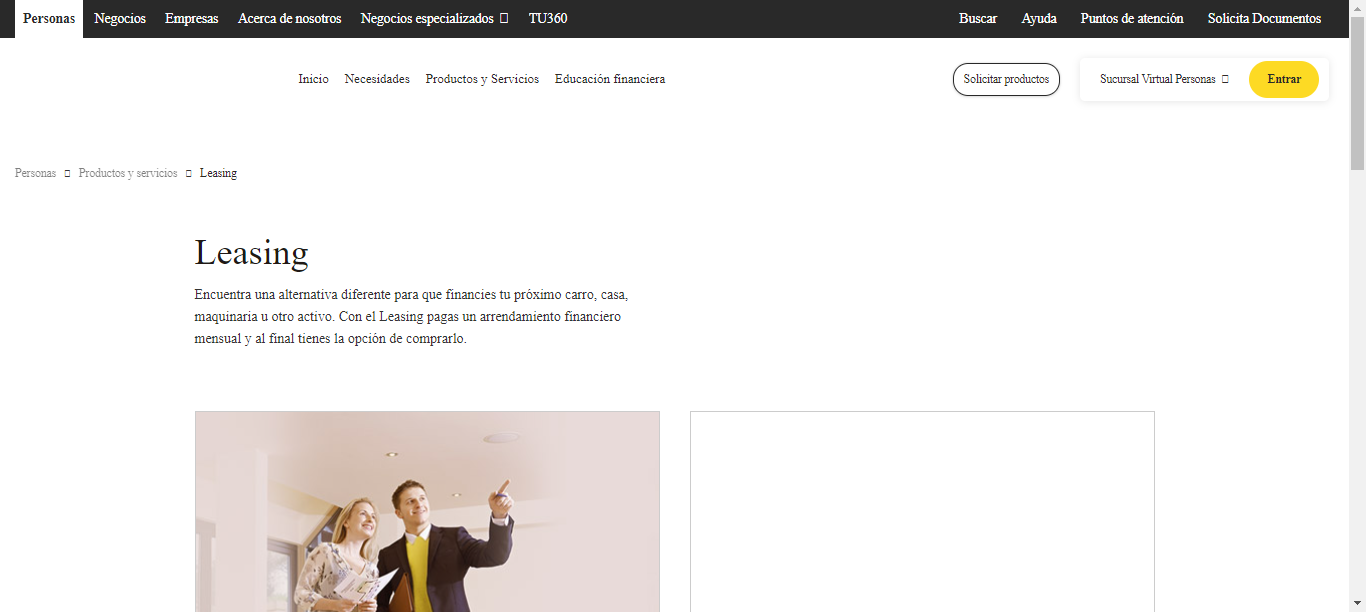 Personas Negocios Empresas Acerca de nosotros Negocios especializados TU360 Buscar Ayuda Puntos de atención Solicita Documentos
Inicio Necesidades Productos y Servicios Educación financiera Solicitar productos Sucursal Virtual Personas Entrar
Personas Productos y servicios Leasing
Leasing
Encuentra una alternativa diferente para que financies tu próximo carro, casa,
maquinaria u otro activo. Con el Leasing pagas un arrendamiento financiero
mensual y al final tienes la opción de comprarlo.